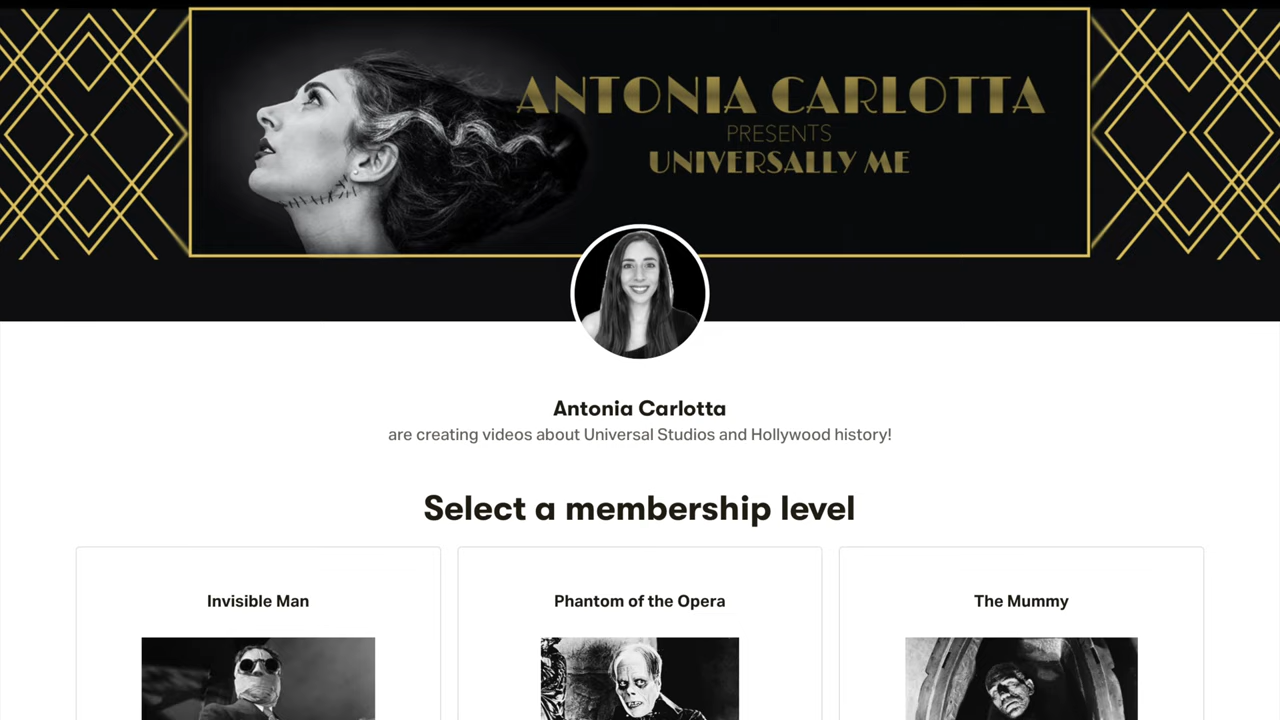 ANTONIA CARLOTTA
PRESENTS
UNIVERSALLY ME
Antonia Carlotta
are creating videos about Universal Studios and Hollywood history!
Select a membership level
Invisible Man
Phantom of the Opera
The Mummy